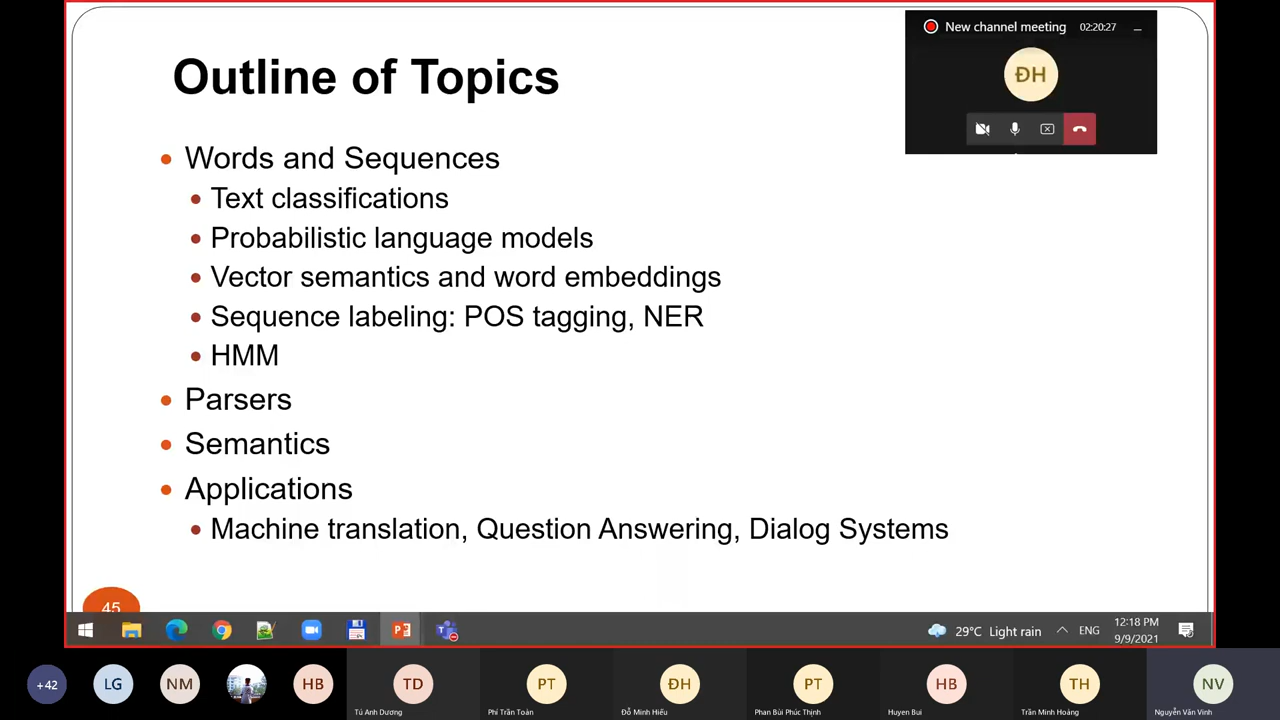 Outline of Topics
New channel meeting 02:20:27
ĐH
Words and Sequences
Text classifications
Probabilistic language models
Vector semantics and word embeddings
Sequence labeling: POS tagging, NER
HMM
Parsers
Semantics
Applications
Machine translation, Question Answering, Dialog Systems
45
29°C Light rain
ENG
12:18 PM
9/9/2021
+42
LG
NM
HB
TD
PT
ĐH
PT
HB
TH
NV
Tú Anh Dương
Phí Trần Toàn
Đỗ Minh Hiếu
Phan Bùi Phúc Thịnh
Huyen Bui
Trần Minh Hoàng
Nguyễn Văn Vinh